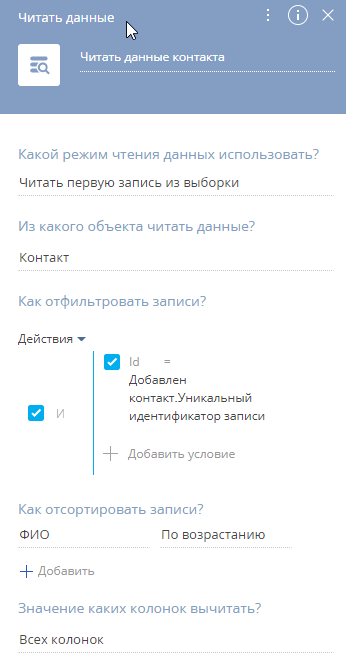 Читать данные
Читать данные контакта
Какой режим чтения данных использовать?
Читать первую запись из выборки
Из какого объекта читать данные?
Контакт
Как отфильтровать записи?
Действия
Id =
Добавлен
контакт.Уникальный
идентификатор записи
И
Добавить условие
Как отсортировать записи?
ФИО По возрастанию
Добавить
Значение каких колонок вычитать?
Всех колонок